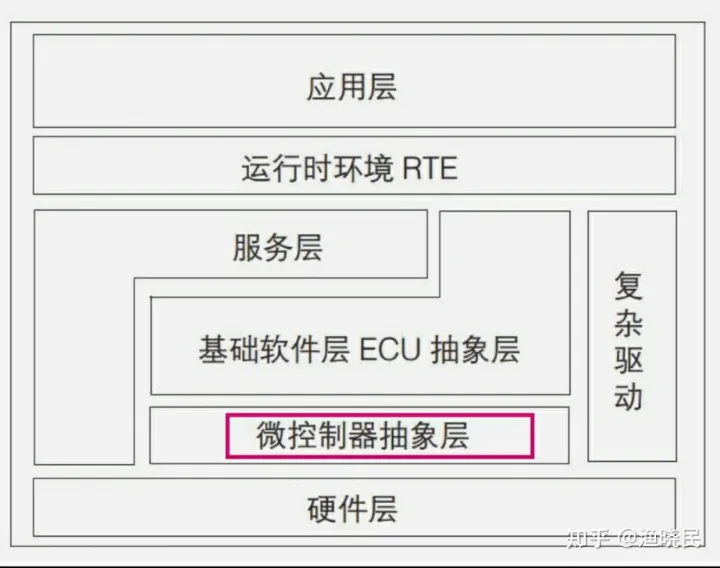 应用层
运行时环境 RTE
服务层
基础软件层 ECU 抽象层
复杂驱动
微控制器抽象层
硬件层
知乎 @渔晓民